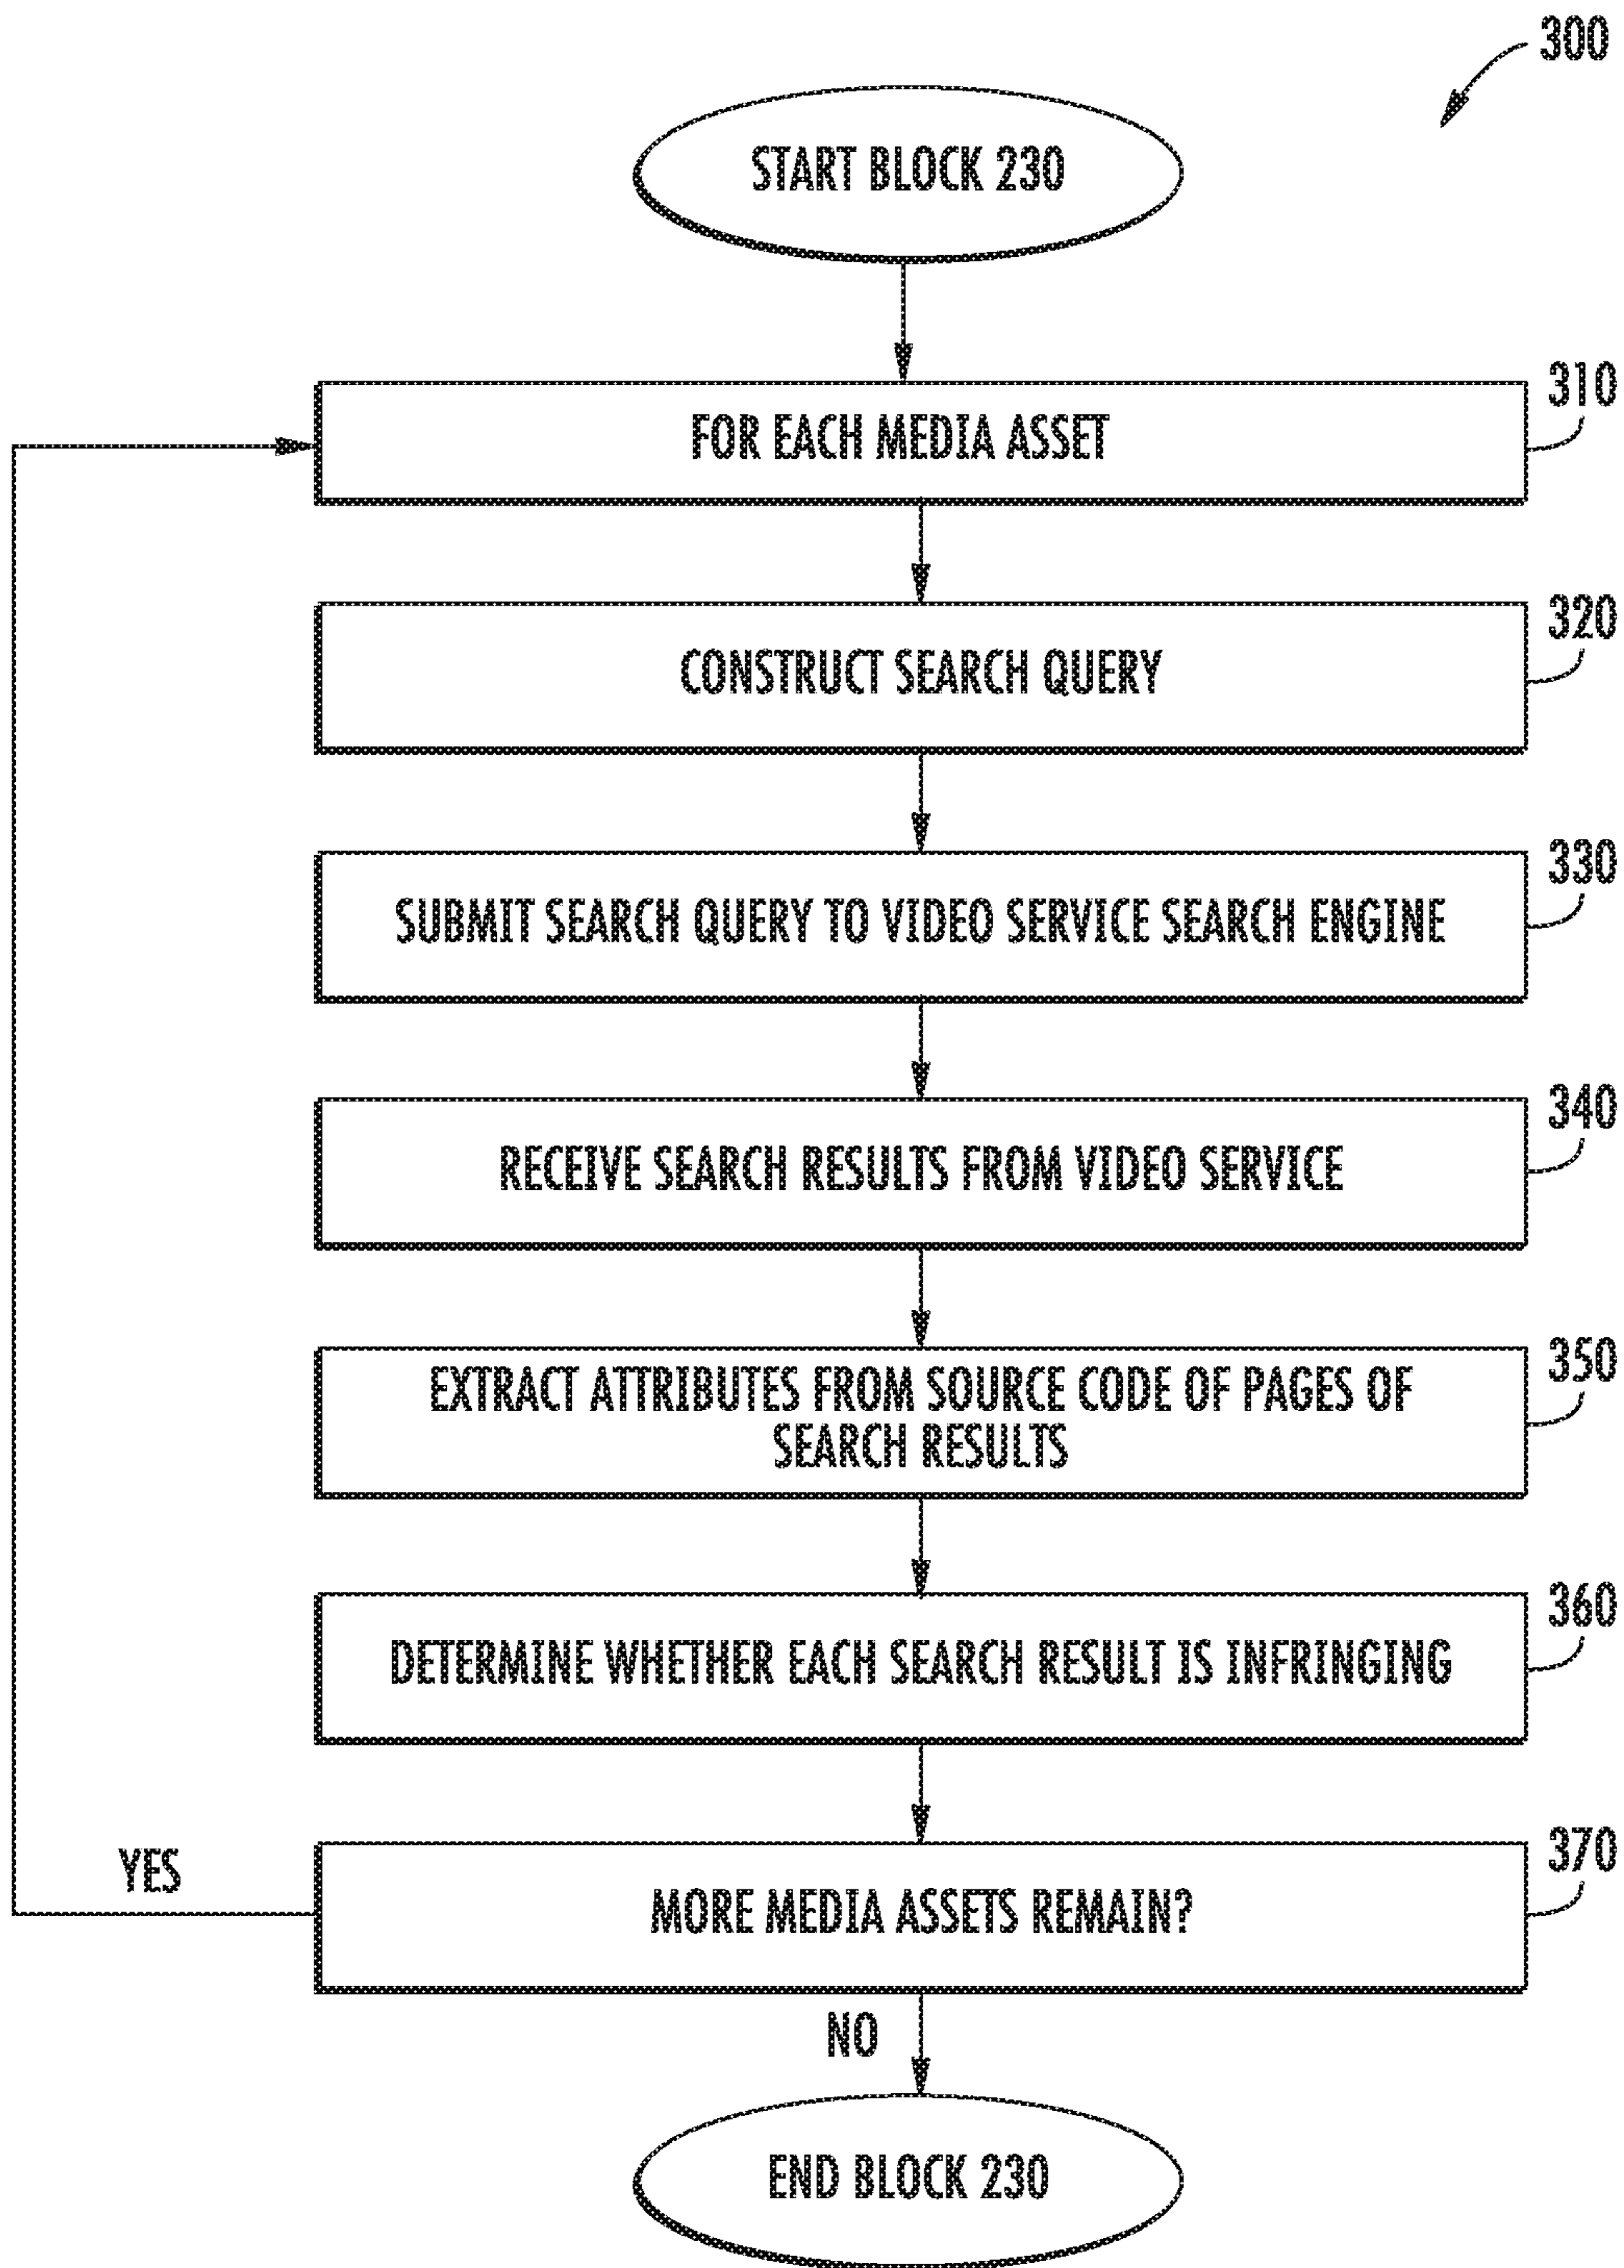 300
START BLOCK 230
310
FOR EACH MEDIA ASSET
320
CONSTRUCT SEARCH QUERY
330
SUBMIT SEARCH QUERY TO VIDEO SERVICE SEARCH ENGINE
340
RECEIVE SEARCH RESULTS FROM VIDEO SERVICE
350
EXTRACT ATTRIBUTES FROM SOURCE CODE OF PAGES OF
SEARCH RESULTS
360
DETERMINE WHETHER EACH SEARCH RESULT IS INFRINGING
370
YES
MORE MEDIA ASSETS REMAIN?
NO
END BLOCK 230